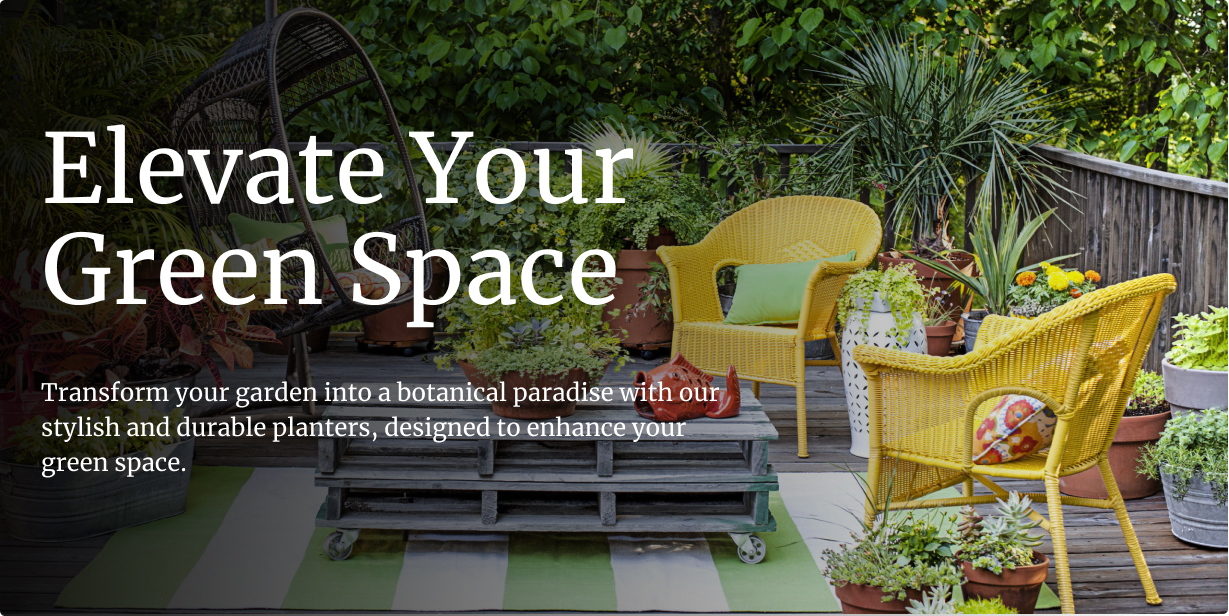 Elevate Your
Green Space
Transform your garden into a botanical paradise with our
stylish and durable planters, designed to enhance your
green space.